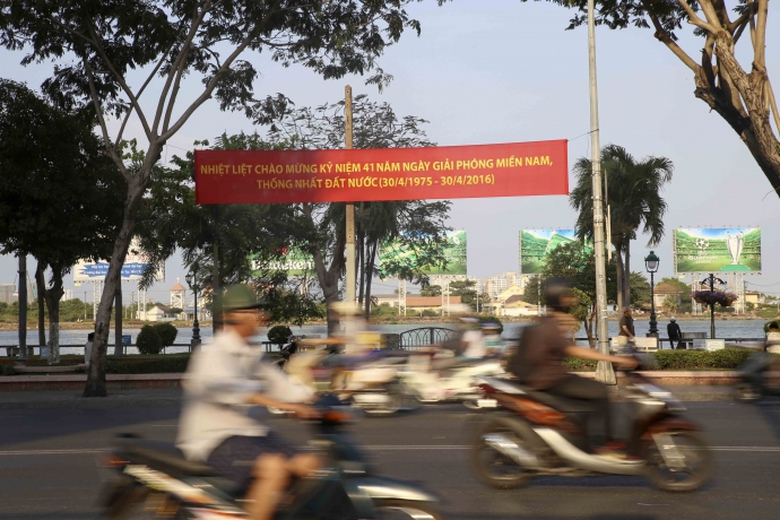 NHIỆT LIỆT CHÀO MỪNG KỶ NIỆM 41 NĂM NGÀY GIẢI PHÓNG MIỀN NAM,
THỐNG NHẤT ĐẤT NƯỚC (30/4/1975 - 30/4/2016)
Heineken